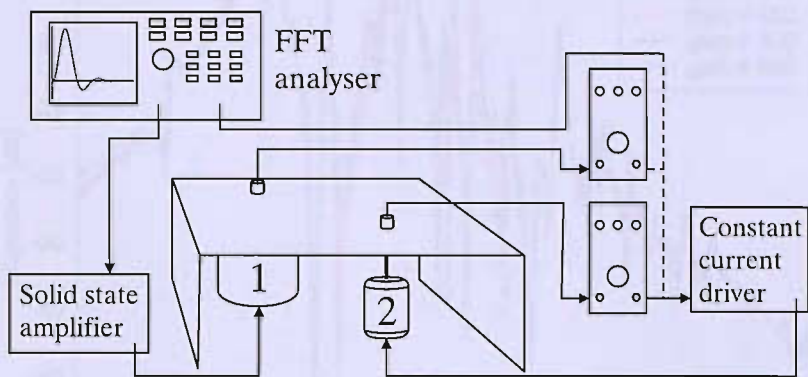 FFT
analyser
1
2
Solid state
amplifier
Constant
current
driver